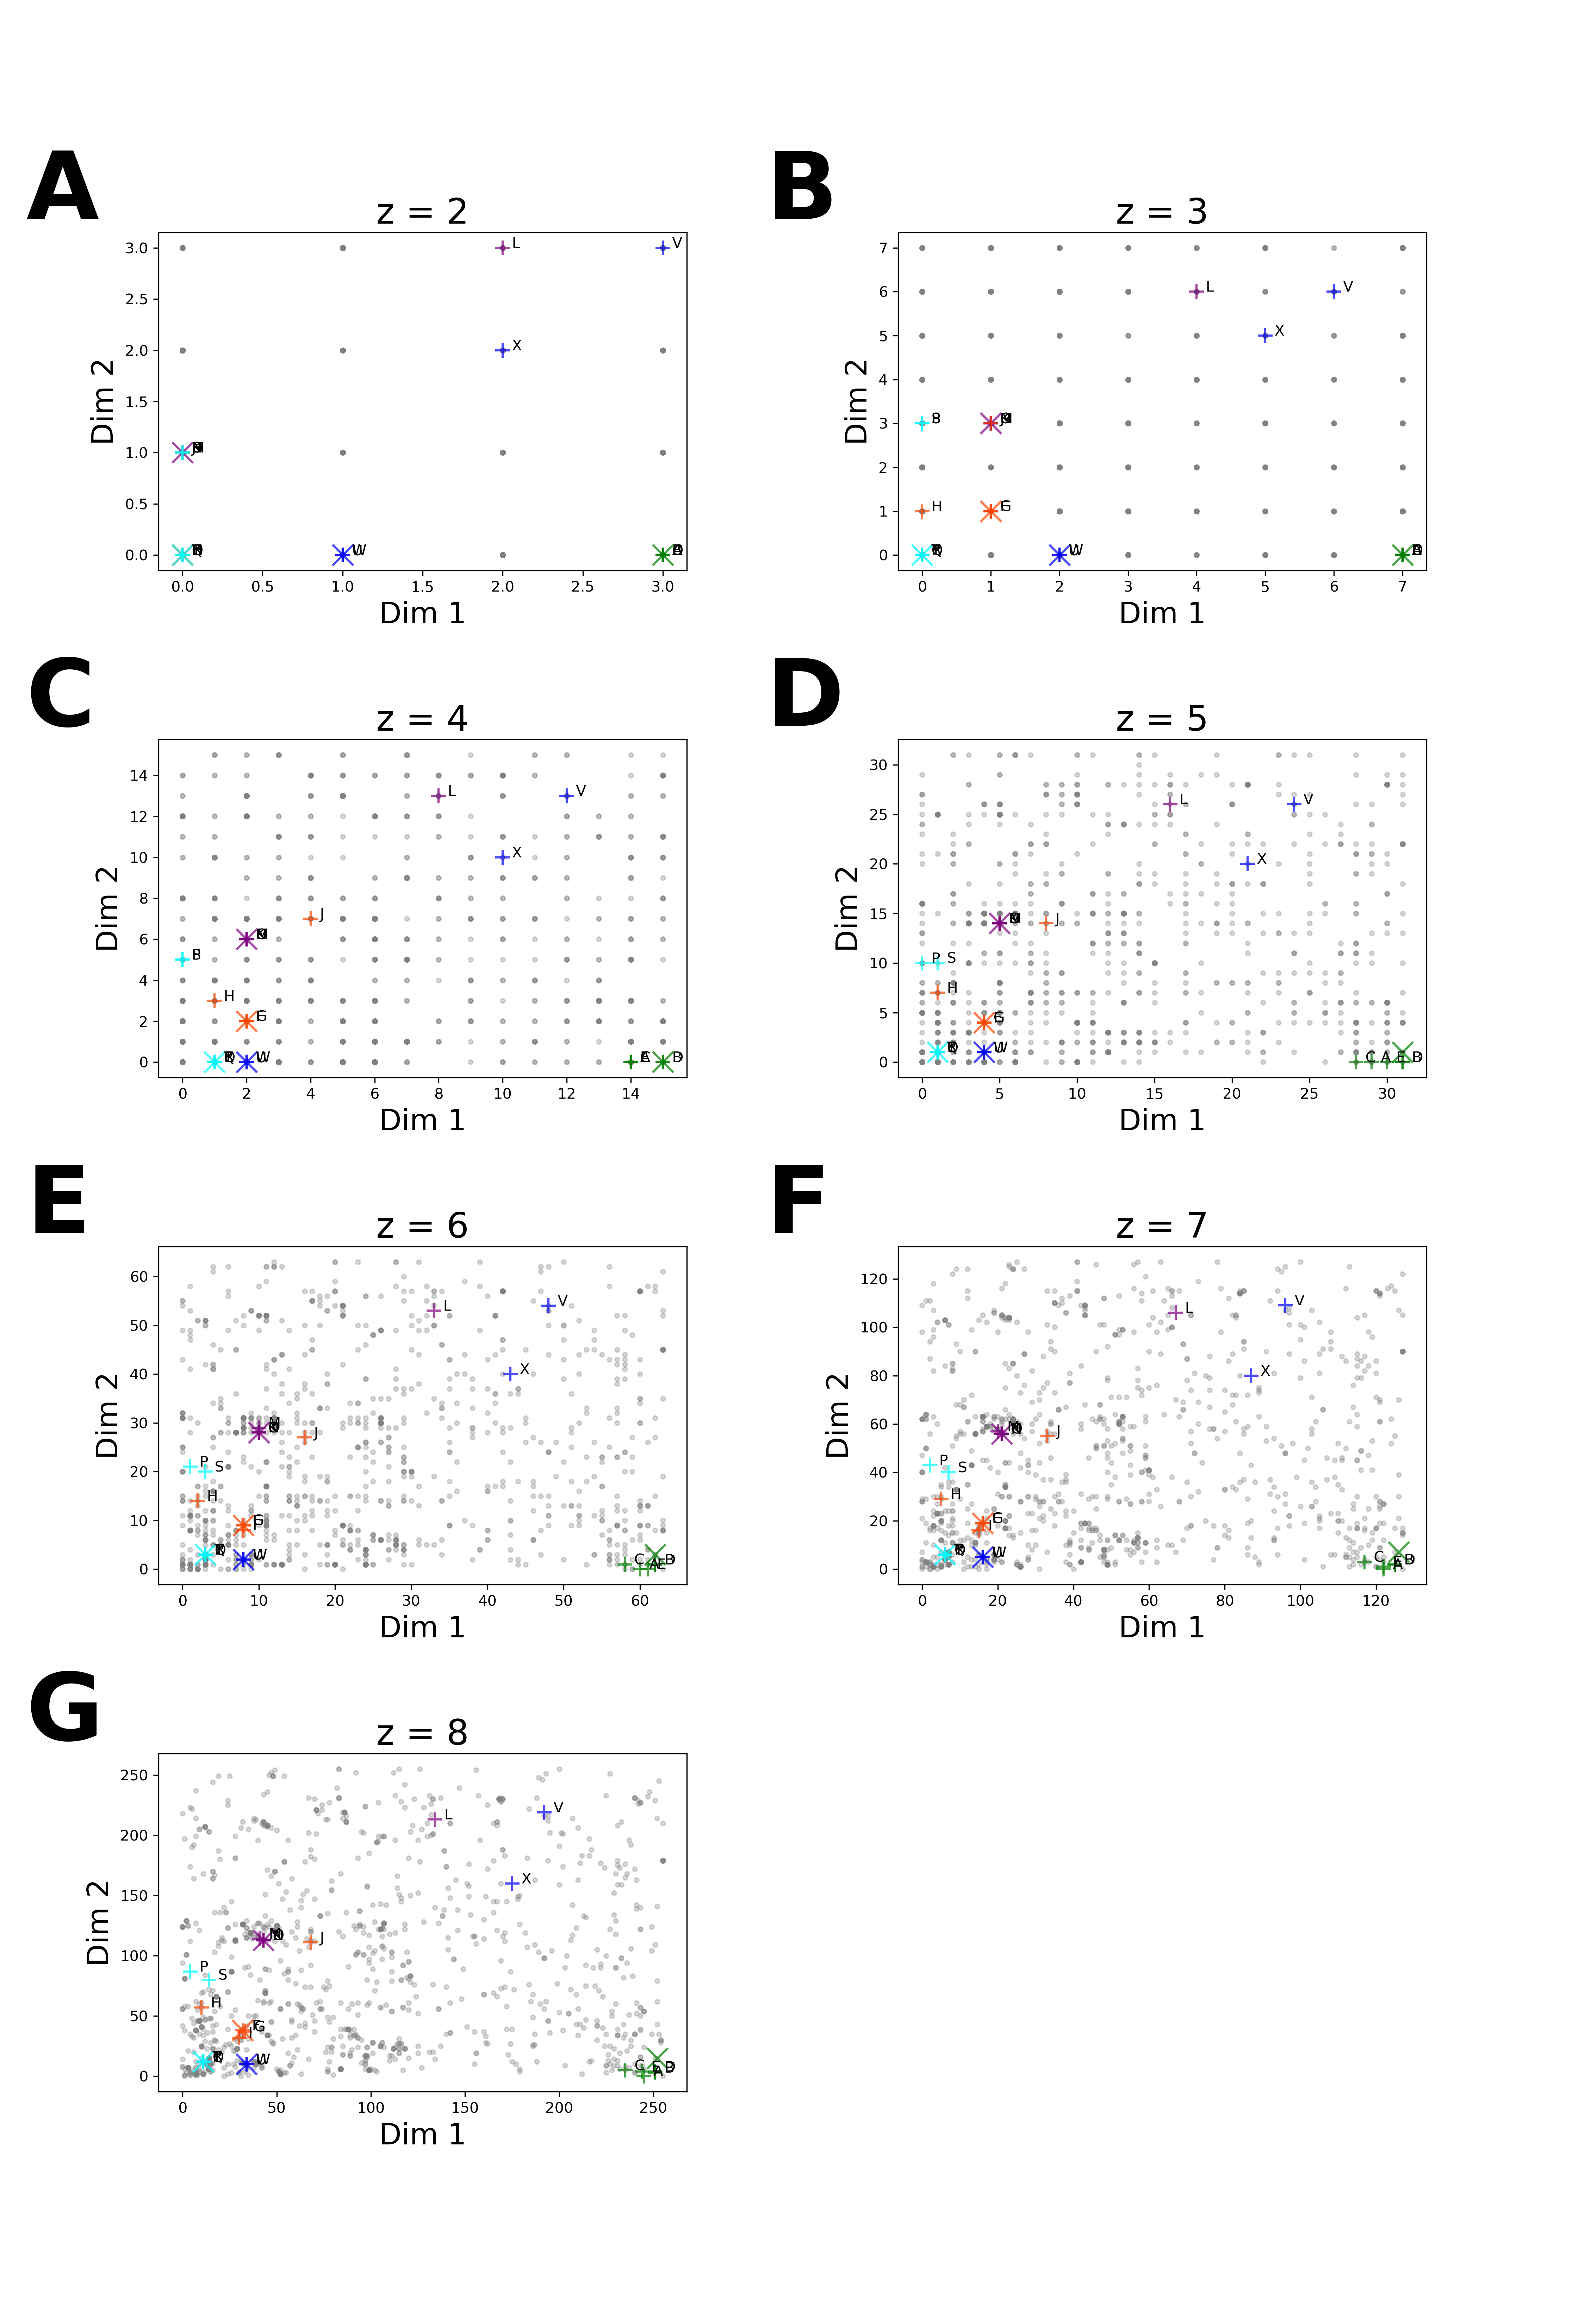 A
z = 2
3.0
2.5
2.0
1.5
1.0
0.5
0.0
Dim 2
L
V
X
W
0.0 0.5 1.0 1.5 2.0 2.5 3.0
Dim 1
B
z = 3
7
6
5
4
3
2
1
0
Dim 2
L
V
X
H
W
0 1 2 3 4 5 6 7
Dim 1
C
z = 4
14
12
10
8
6
4
2
0
Dim 2
L
V
X
J
H
W
0 2 4 6 8 10 12 14
Dim 1
D
z = 5
30
25
20
15
10
5
0
Dim 2
L
V
X
J
P S
H
W
C A E
0 5 10 15 20 25 30
Dim 1
E
z = 6
60
50
40
30
20
10
0
Dim 2
L
V
X
J
P
S
H
W
C
0 10 20 30 40 50 60
Dim 1
F
z = 7
120
100
80
60
40
20
0
Dim 2
L
V
X
J
P
S
H
W
C
0 20 40 60 80 100 120
Dim 1
G
z = 8
250
200
150
100
50
0
Dim 2
L
V
X
J
P
S
H
W
C
0 50 100 150 200 250
Dim 1